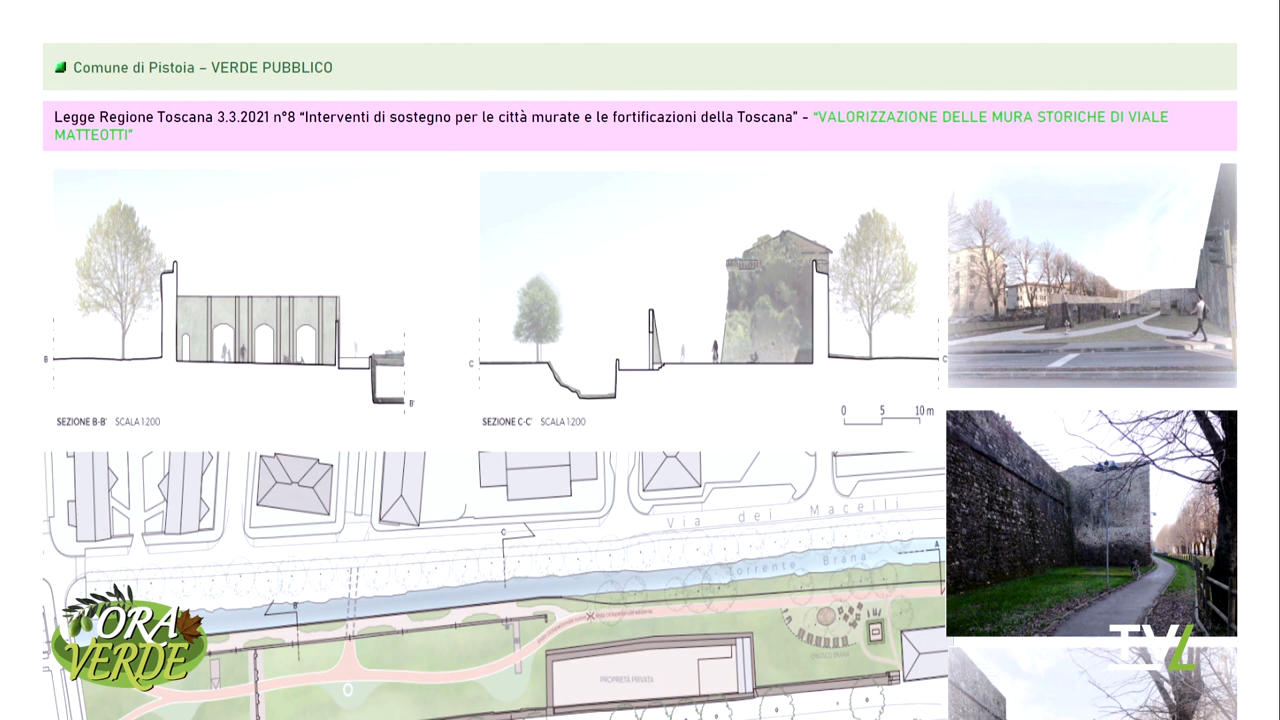 Comune di Pistoia – VERDE PUBBLICO
Legge Regione Toscana 3.3.2021 n°8 “Interventi di sostegno per le città murate e le fortificazioni della Toscana” - “VALORIZZAZIONE DELLE MURA STORICHE DI VIALE
MATTEOTTI”
B
B'
SEZIONE B-B' SCALA 1:200
C
C'
SEZIONE C-C' SCALA 1:200
0 5 10 m
Via dei Macelli
C
A
Torrente Brana
B'
PROPRIETÀ PRIVATA
ORA
VERDE
TVL